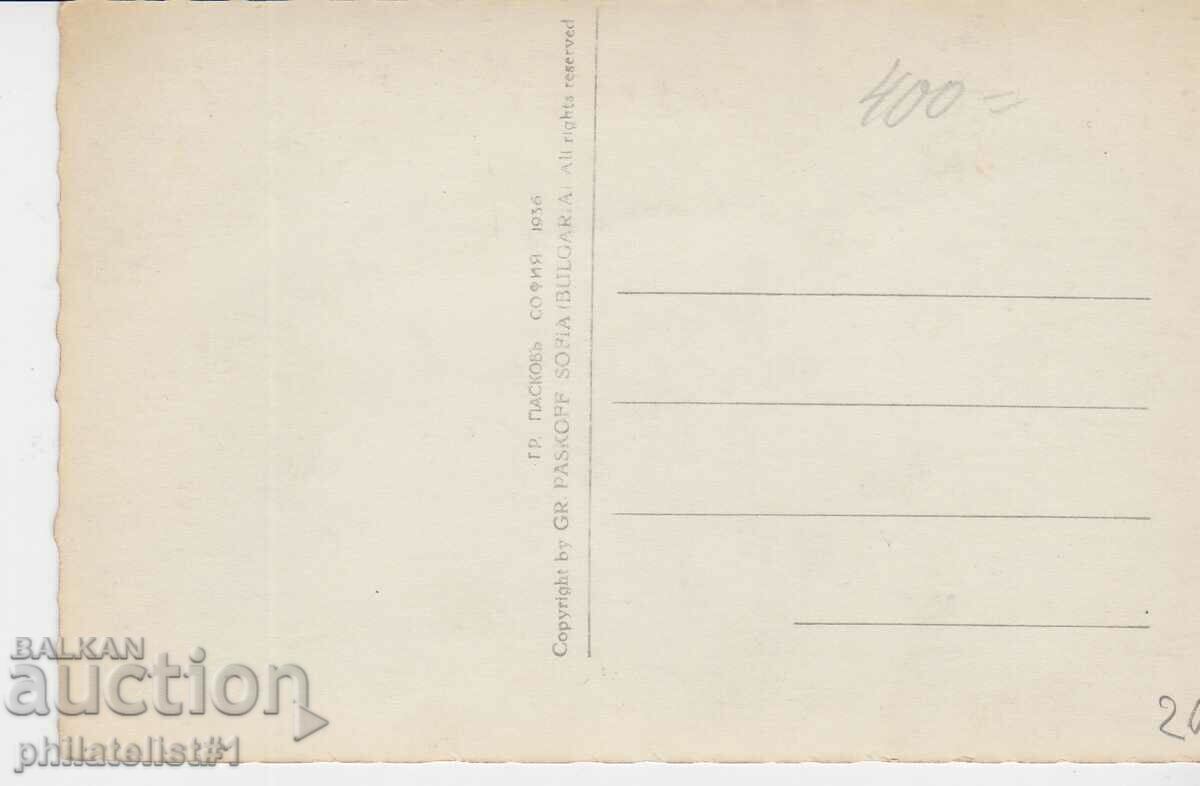 400=
ГР. ПАСКОВЪ СОФИЯ 1936
Copyright by GR. PASKOFF SOFIA (BULGARIA) All rights reserved
BALKAN
auction
philatelist#1